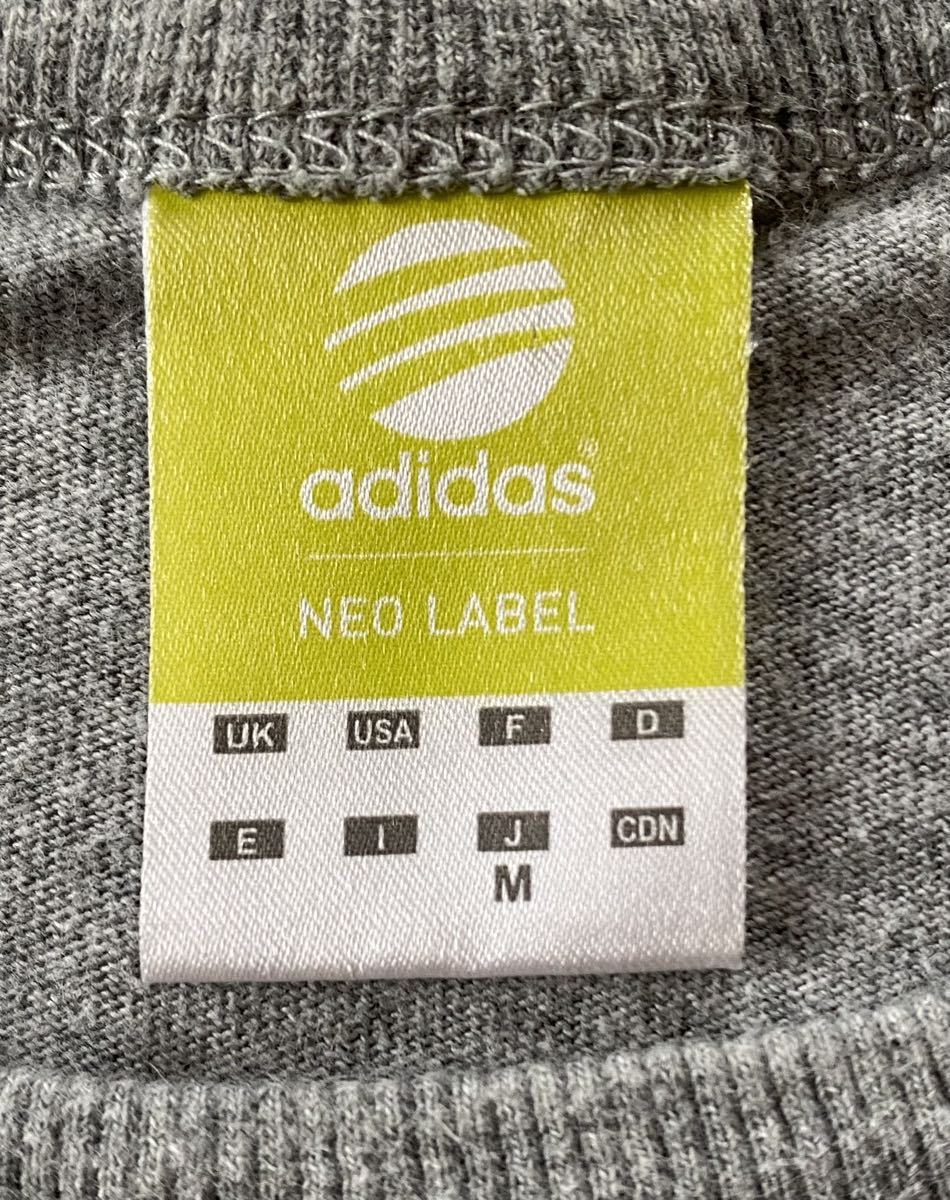 adidas®
NEO LABEL
UK USA F D
E I J CDN
M